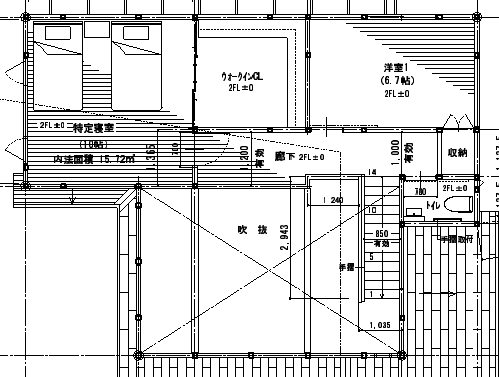 洋室1
(6.7帖)
2FL±0
ウォークインCL
2FL±0
2FL±0
特定寝室
(10帖)
内法面積 15.72㎡
1,365
780
1,200
有効
廊下 2FL±0
1,000
有効
収納
14
780
2FL±0
トイレ
1 240
10
吹 抜
2,943
850
有効
手摺取付
5
手摺
1
1,035